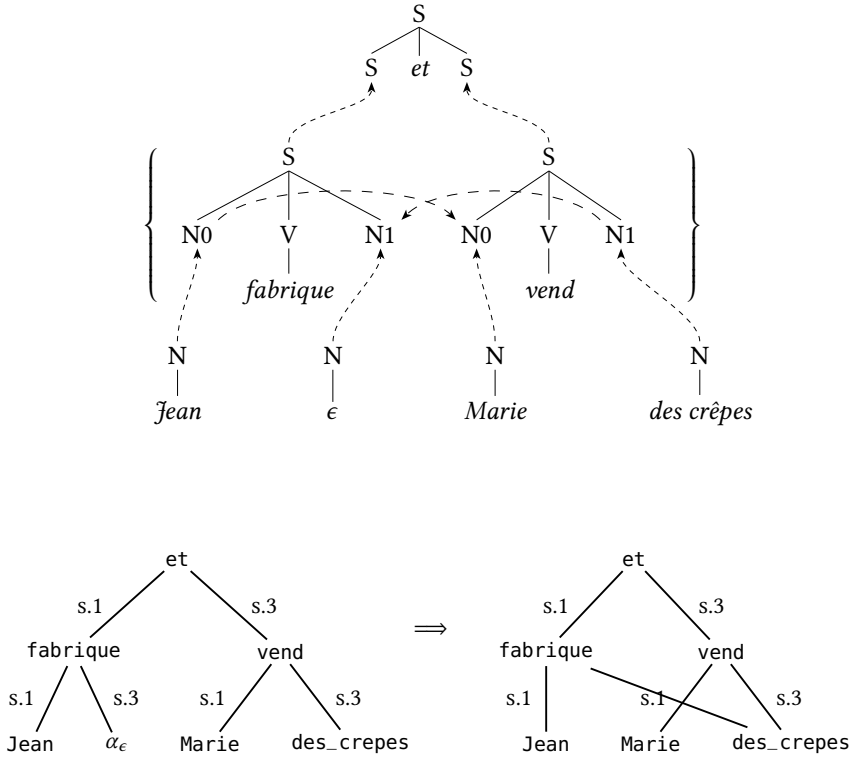 S
S et S
S S
N0 V N1 N0 V N1
fabrique vend
N N N N
Jean ϵ Marie des crêpes
et et
s.1 s.3 ⟹ s.1 s.3
fabrique vend fabrique vend
s.1 s.3 s.1 s.3 s.1 s.1 s.3
Jean αϵ Marie des_crepes Jean Marie des_crepes